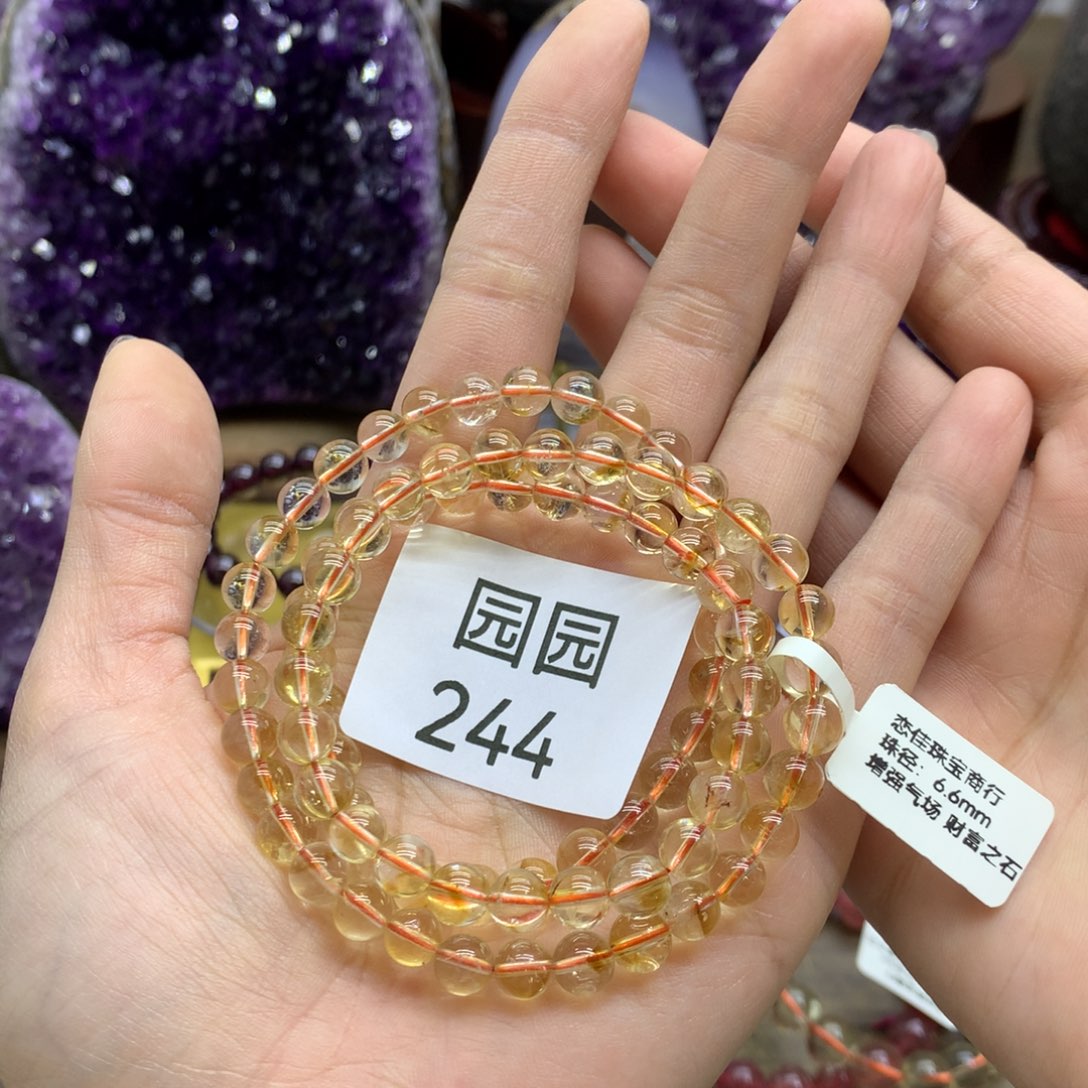 园园
244
恋佳珠宝商行
珠径：6.6mm
增强气场 财富之石